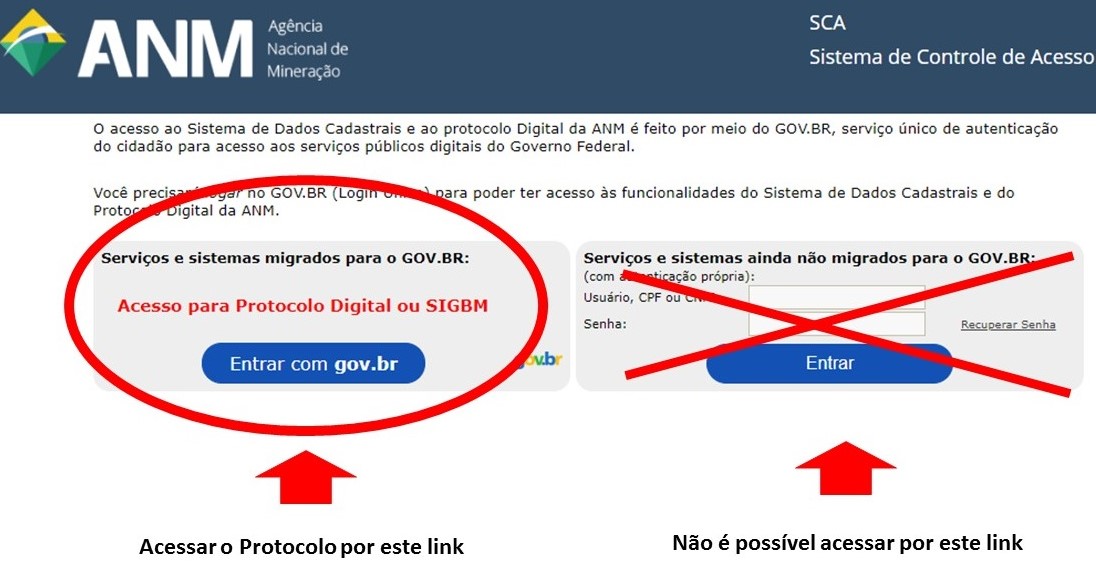 ANM
Agência
Nacional de
Mineração
SCA
Sistema de Controle de Acesso
O acesso ao Sistema de Dados Cadastrais e ao protocolo Digital da ANM é feito por meio do GOV.BR, serviço único de autenticação
do cidadão para acesso aos serviços públicos digitais do Governo Federal.
Você precisará logar no GOV.BR (Login Único) para poder ter acesso às funcionalidades do Sistema de Dados Cadastrais e do
Protocolo Digital da ANM.
Serviços e sistemas migrados para o GOV.BR:
Acesso para Protocolo Digital ou SIGBM
Entrar com gov.br
gov.br
Serviços e sistemas ainda não migrados para o GOV.BR:
(com autenticação própria):
Usuário, CPF ou
Senha:
Recuperar Senha
Entrar
Acessar o Protocolo por este link
Não é possível acessar por este link